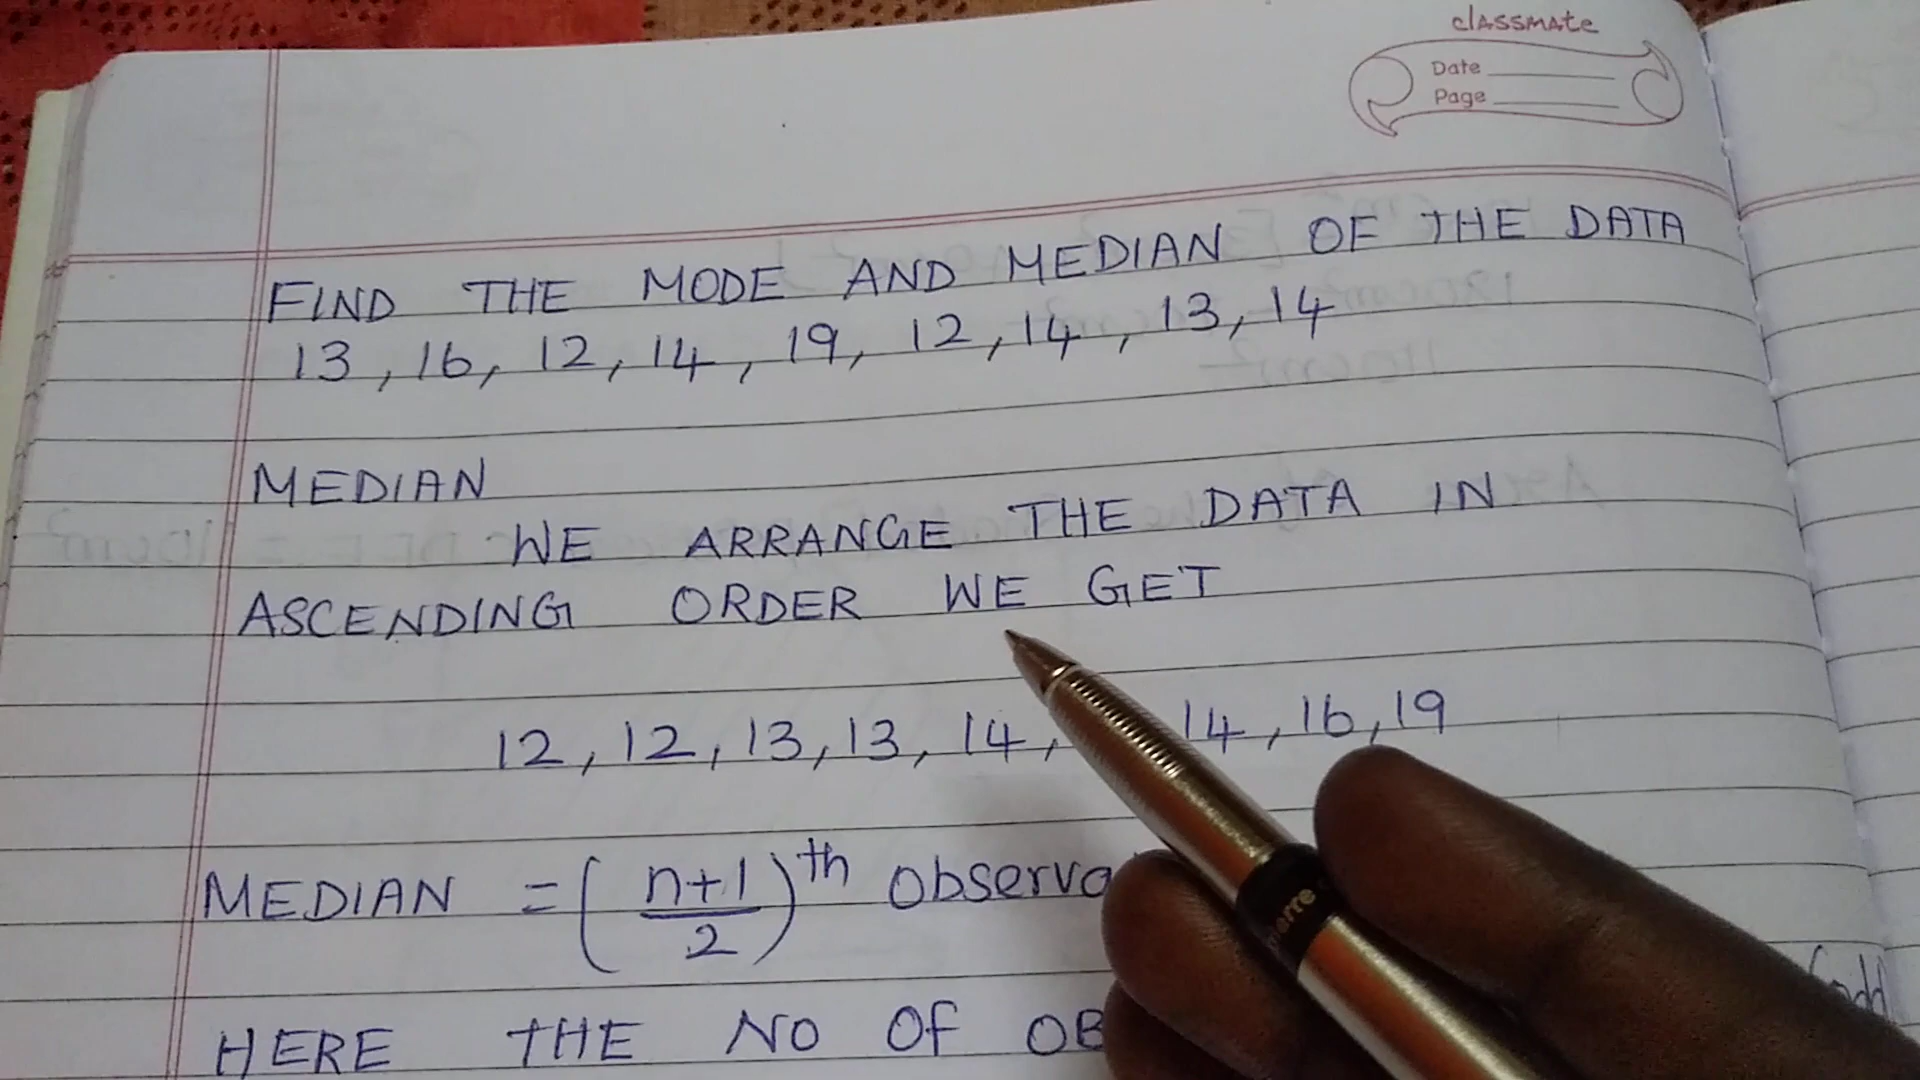 classmate
Date
Page
FIND THE MODE AND MEDIAN OF THE DATA
13, 16, 12, 14, 19, 12, 14, 13, 14
MEDIAN
WE ARRANGE THE DATA IN
ASCENDING ORDER WE GET
12, 12, 13, 13, 14, 14, 16, 19
MEDIAN = (n+1/2)th
HERE THE NO OF